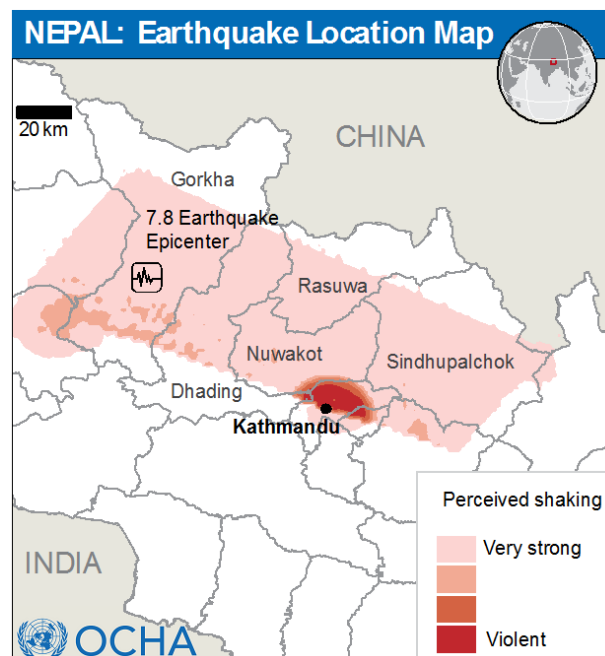 NEPAL: Earthquake Location Map
20 km
CHINA
Gorkha
7.8 Earthquake
Epicenter
Rasuwa
Nuwakot
Sindhupalchok
Dhading
Kathmandu
Perceived shaking
Very strong
Violent
INDIA
OCHA